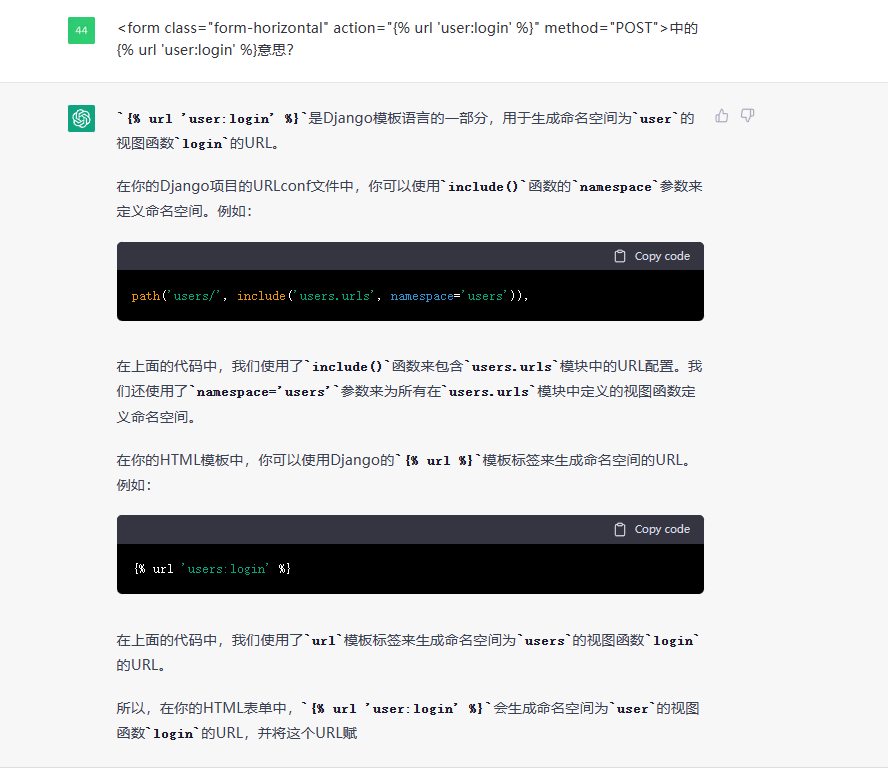 44
<form class="form-horizontal" action="{% url 'user:login' %}" method="POST">中的
{% url 'user:login' %}意思?
`{% url 'user:login' %}`是Django模板语言的一部分，用于生成命名空间为`user`的
视图函数`login`的URL。
在你的Django项目的URLconf文件中，你可以使用`include()`函数的`namespace`参数来
定义命名空间。例如：
Copy code
path('users/', include('users.urls', namespace='users')),
在上面的代码中，我们使用了`include()`函数来包含`users.urls`模块中的URL配置。我
们还使用了`namespace='users'`参数来为所有在`users.urls`模块中定义的视图函数定
义命名空间。
在你的HTML模板中，你可以使用Django的`{% url %}`模板标签来生成命名空间的URL。
例如：
Copy code
{% url 'users:login' %}
在上面的代码中，我们使用了`url`模板标签来生成命名空间为`users`的视图函数`login`
的URL。
所以，在你的HTML表单中，`{% url 'user:login' %}`会生成命名空间为`user`的视图
函数`login`的URL，并将这个URL赋